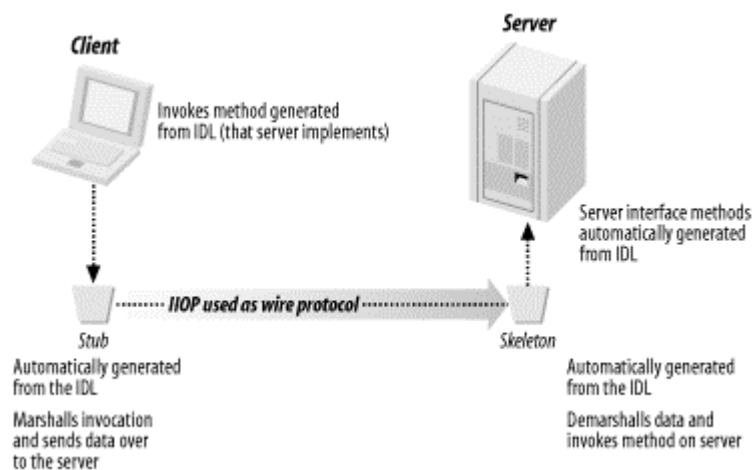 Client
Server
Invokes method generated
from IDL (that server implements)
Server interface methods
automatically generated
from IDL
IIOP used as wire protocol
Stub
Skeleton
Automatically generated
from the IDL
Marshalls invocation
and sends data over
to the server
Automatically generated
from the IDL
Demarshalls data and
invokes method on server